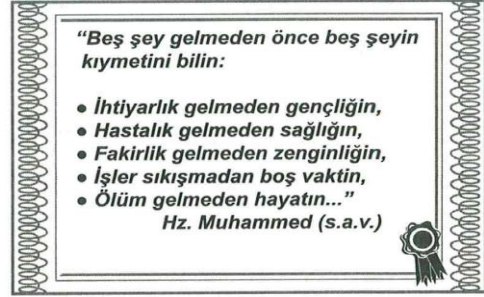 “Beş şey gelmeden önce beş şeyin
kıymetini bilin:
● İhtiyarlık gelmeden gençliğin,
● Hastalık gelmeden sağlığın,
● Fakirlik gelmeden zenginliğin,
● İşler sıkışmadan boş vaktin,
● Ölüm gelmeden hayatın...”
Hz. Muhammed (s.a.v.)